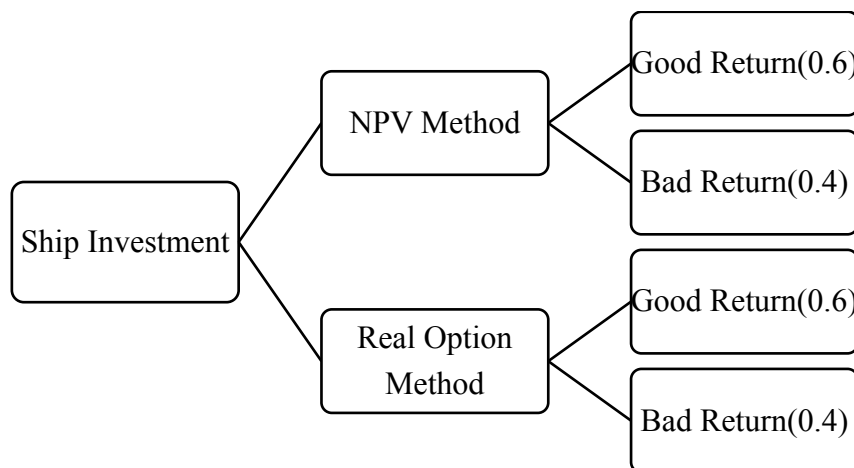 Good Return(0.6)
NPV Method
Bad Return(0.4)
Ship Investment
Good Return(0.6)
Real Option
Method
Bad Return(0.4)